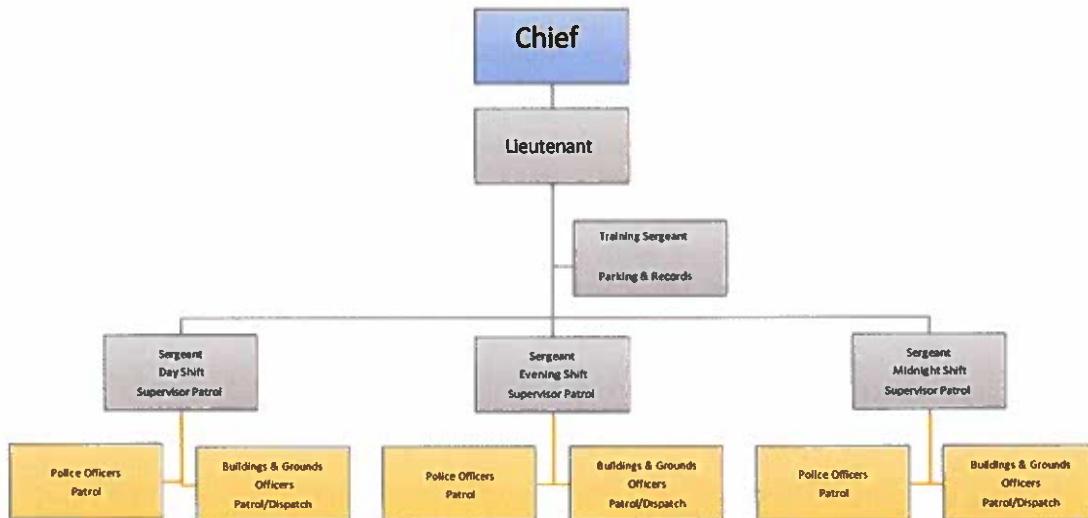 Chief
Lieutenant
Training Sergeant
Parking & Records
Sergeant
Day Shift
Supervisor Patrol
Sergeant
Evening Shift
Supervisor Patrol
Sergeant
Midnight Shift
Supervisor Patrol
Police Officers
Patrol
Buildings & Grounds
Officers
Patrol/Dispatch
Police Officers
Patrol
Buildings & Grounds
Officers
Patrol/Dispatch
Police Officers
Patrol
Buildings & Grounds
Officers
Patrol/Dispatch